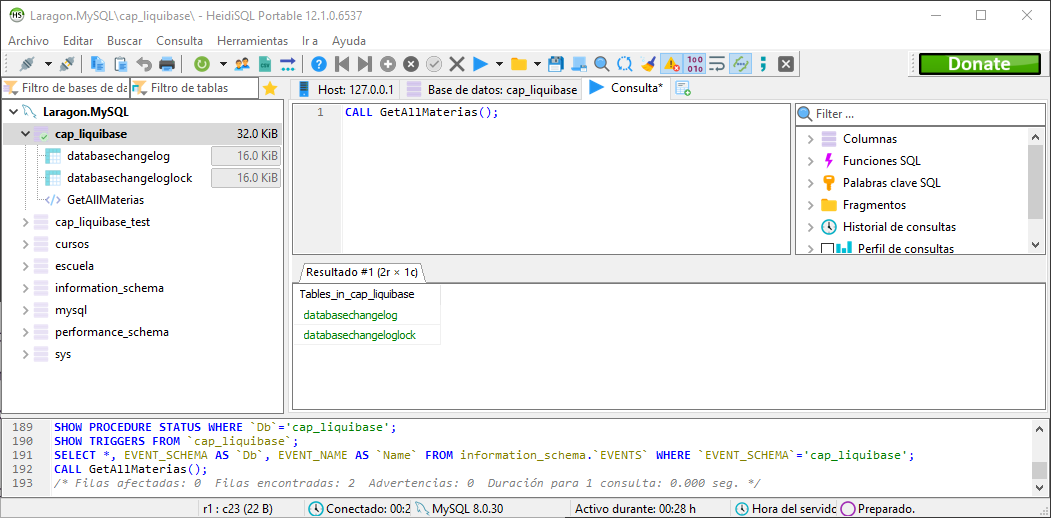 Laragon.MySQL\cap_liquibase\ - HeidiSQL Portable 12.1.0.6537
Archivo Editar Buscar Consulta Herramientas Ir a Ayuda
Donate
Filtro de bases de da Filtro de tablas
Host: 127.0.0.1 Base de datos: cap_liquibase Consulta*
Laragon.MySQL
cap_liquibase 32.0 KiB
databasechangelog 16.0 KiB
databasechangeloglock 16.0 KiB
GetAllMaterias
cap_liquibase_test
cursos
escuela
information_schema
mysql
performance_schema
sys
1 CALL GetAllMaterias();
Filter ...
Columnas
Funciones SQL
Palabras clave SQL
Fragmentos
Historial de consultas
Perfil de consultas
Resultado #1 (2r × 1c)
Tables_in_cap_liquibase
databasechangelog
databasechangeloglock
189 SHOW PROCEDURE STATUS WHERE `Db`='cap_liquibase';
190 SHOW TRIGGERS FROM `cap_liquibase`;
191 SELECT *, EVENT_SCHEMA AS `Db`, EVENT_NAME AS `Name` FROM information_schema.`EVENTS` WHERE `EVENT_SCHEMA`='cap_liquibase';
192 CALL GetAllMaterias();
193 /* Filas afectadas: 0  Filas encontradas: 2  Advertencias: 0  Duración para 1 consulta: 0.000 seg. */
r1 : c23 (22 B) Conectado: 00:2 MySQL 8.0.30 Activo durante: 00:28 h Hora del servido Preparado.